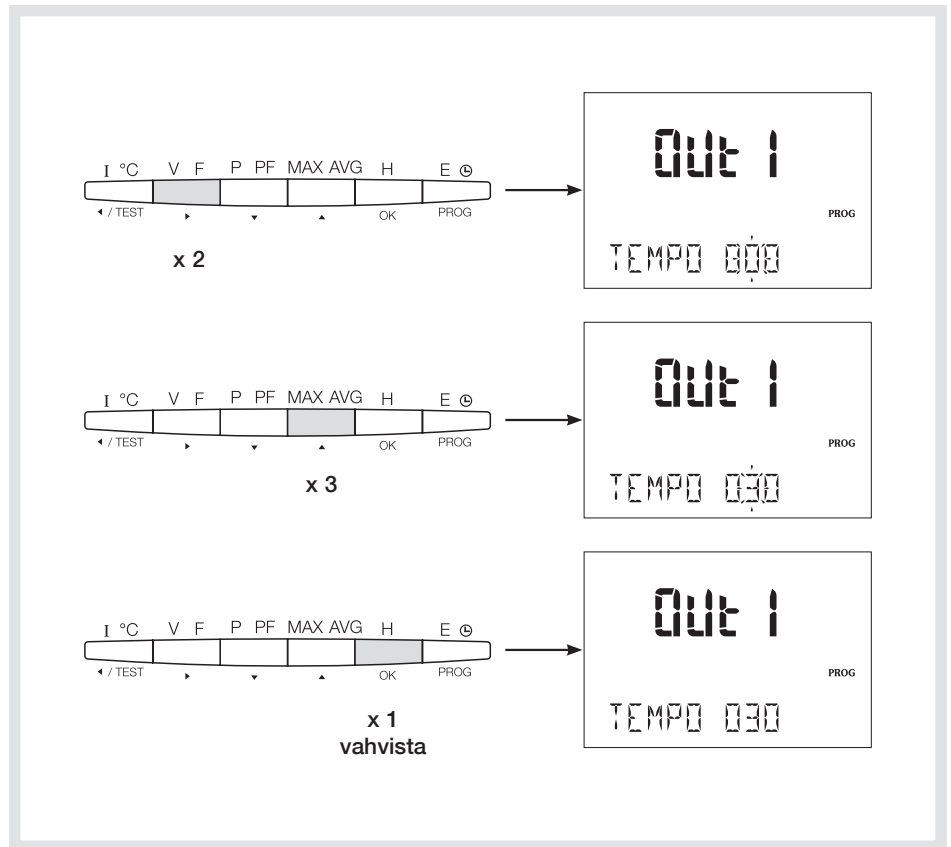 I °C V F P PF MAX AVG H E
◂ / TEST ▸ ▾ ▴ OK PROG
x 2
Out 1
PROG
TEMPO 000
I °C V F P PF MAX AVG H E
◂ / TEST ▸ ▾ ▴ OK PROG
x 3
Out 1
PROG
TEMPO 030
I °C V F P PF MAX AVG H E
◂ / TEST ▸ ▾ ▴ OK PROG
x 1
vahvista
Out 1
PROG
TEMPO 030